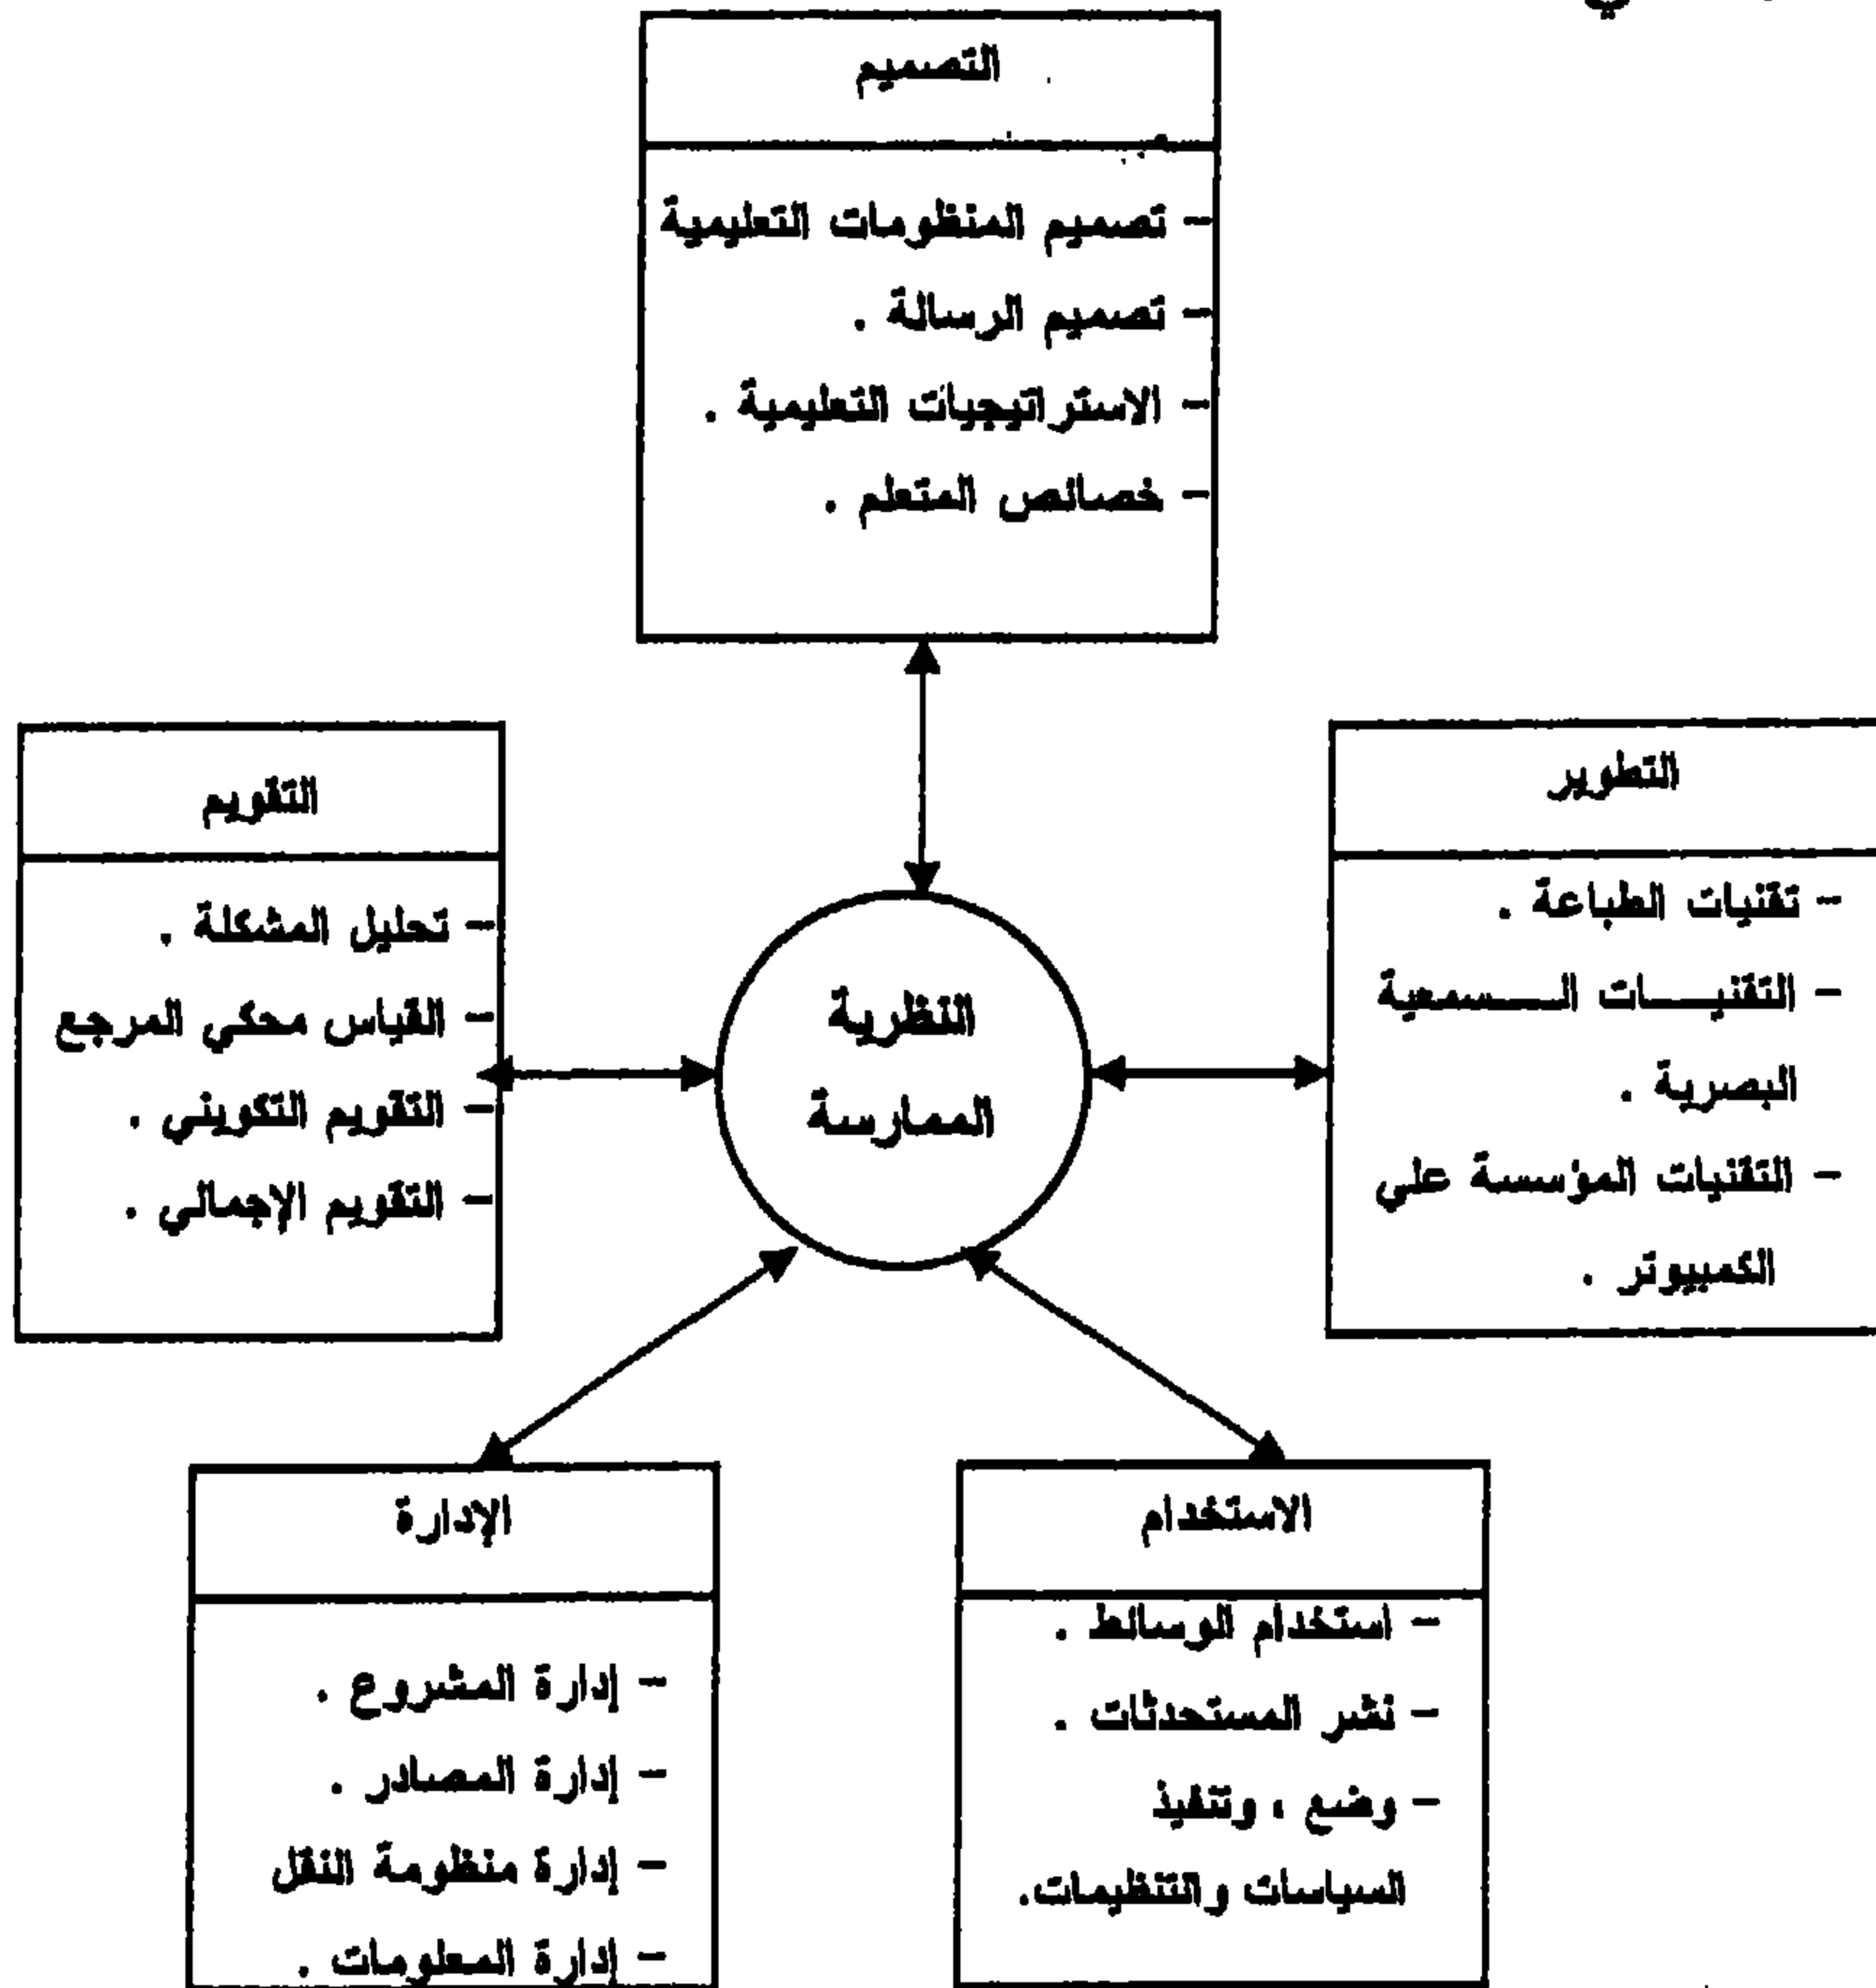 التصميم
- تصميم المنظومات التعليمية
- تصميم الرسالة .
- الاستراتيجيات التعليمية .
- خصائص المتعلم .
التطوير
- تقنيات الطباعة .
- التقنيات السمعية
البصرية .
- التقنيات المؤسسة علي
الكمبيوتر .
النظرية
الممارسة
التقويم
- تحليل المشكلة .
- القياس محكي المرجع
- التقويم التكويني .
- التقويم الإجمالي .
الاستخدام
- استخدام الوسائط .
- نشر المستحدثات .
- وضع ، وتنفيذ
السياسات والتنظيمات.
الإدارة
- إدارة المشروع .
- إدارة المصادر .
- إدارة منظومة النقل
- إدارة المعلومات .